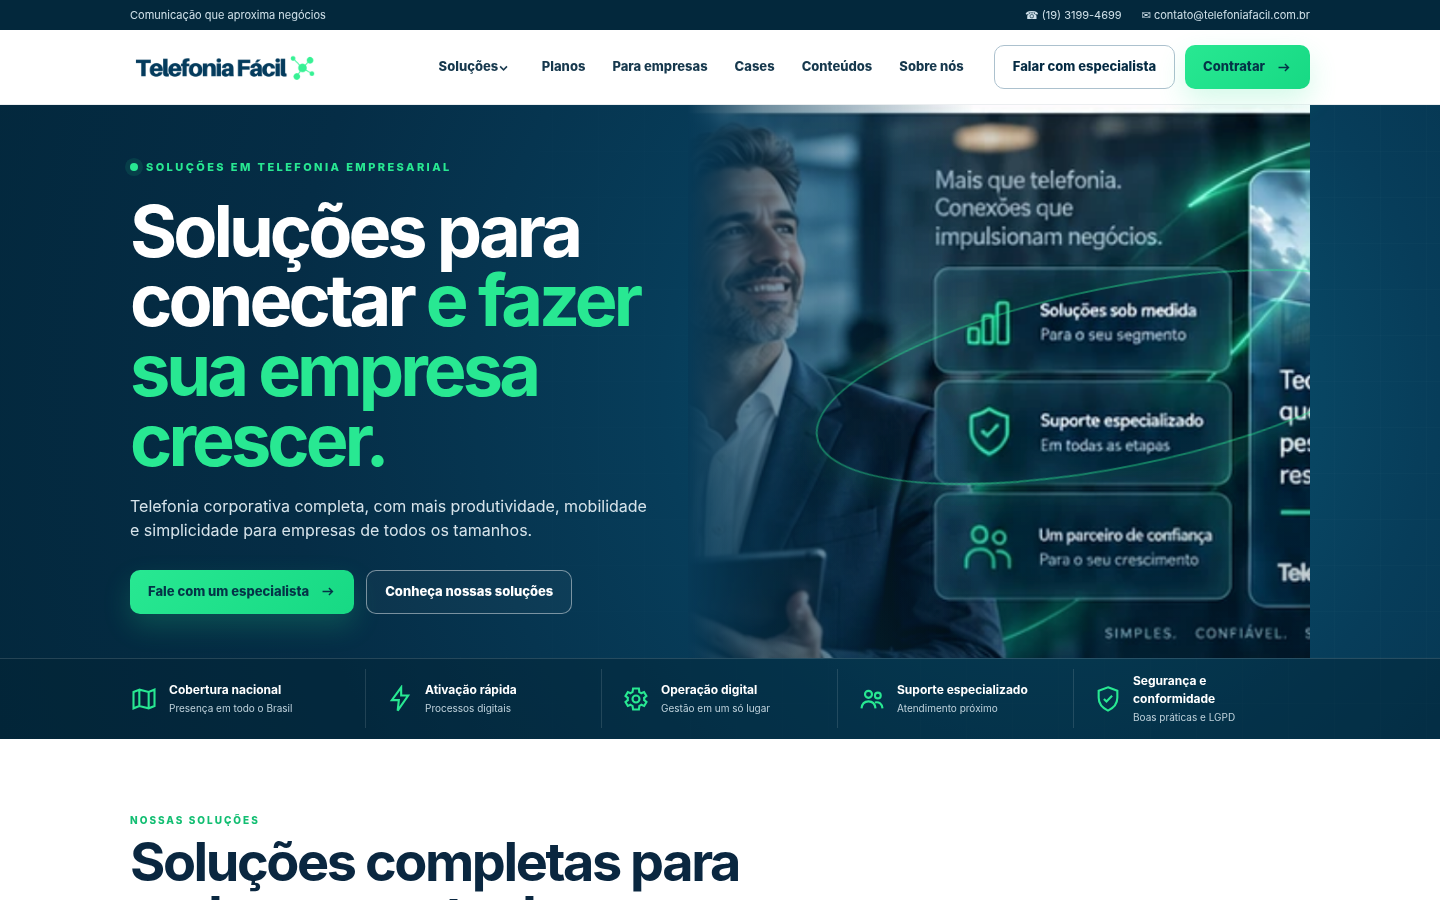 Comunicação que aproxima negócios
☎ (19) 3199-4699
✉ contato@telefoniafacil.com.br
Telefonia Fácil
Soluções
Planos
Para empresas
Cases
Conteúdos
Sobre nós
Falar com especialista
Contratar →
SOLUÇÕES EM TELEFONIA EMPRESARIAL
Soluções para
conectar e fazer
sua empresa
crescer.
Telefonia corporativa completa, com mais produtividade, mobilidade
e simplicidade para empresas de todos os tamanhos.
Fale com um especialista →
Conheça nossas soluções
Mais que telefonia.
Conexões que
impulsionam negócios.
Soluções sob medida
Para o seu segmento
Suporte especializado
Em todas as etapas
Um parceiro de confiança
Para o seu crescimento
SIMPLES. CONFIÁVEL.
Cobertura nacional
Presença em todo o Brasil
Ativação rápida
Processos digitais
Operação digital
Gestão em um só lugar
Suporte especializado
Atendimento próximo
Segurança e
conformidade
Boas práticas e LGPD
NOSSAS SOLUÇÕES
Soluções completas para